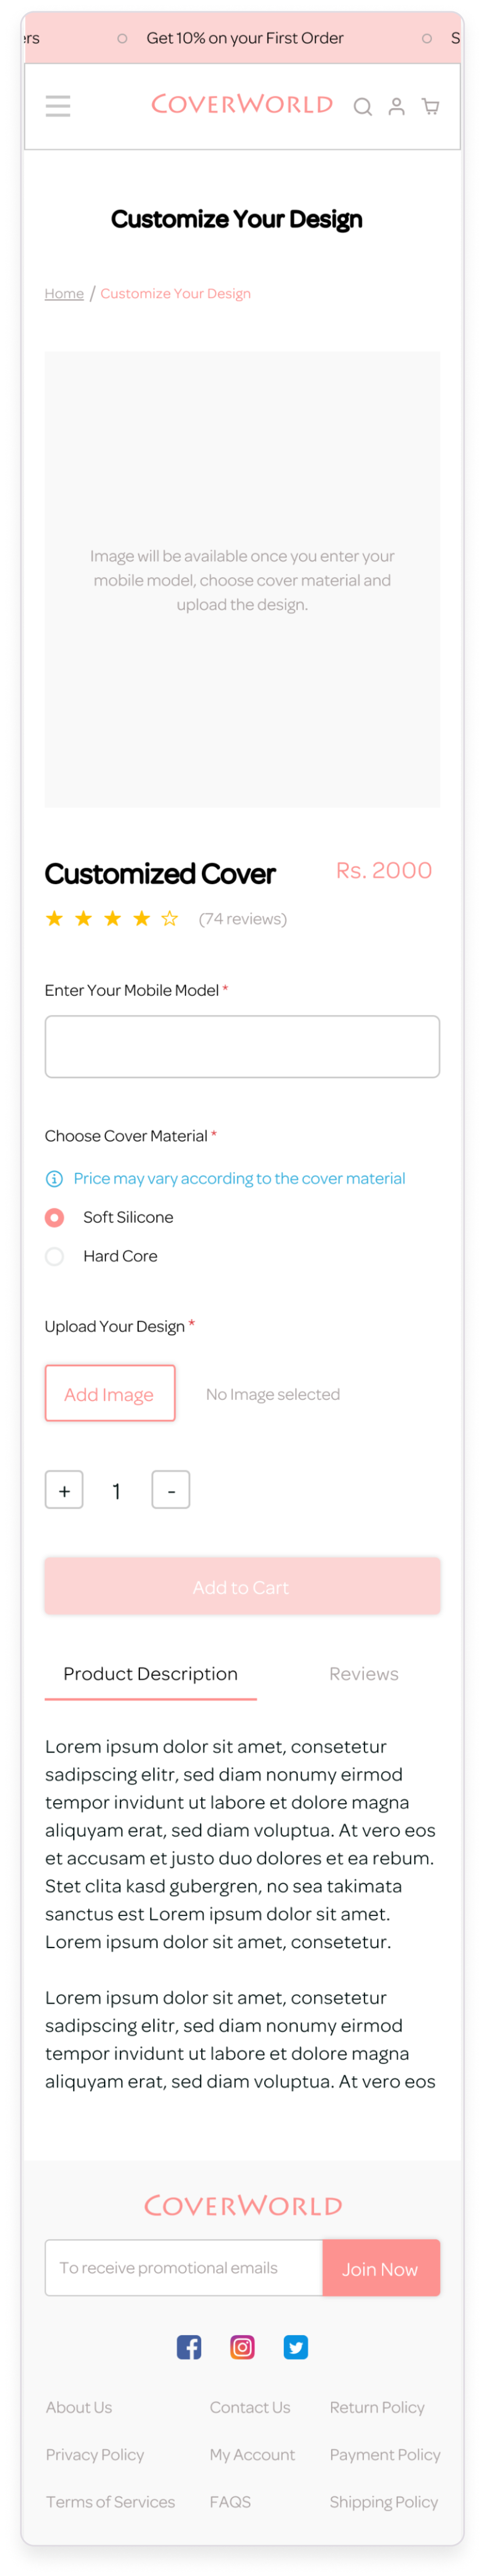 rs Get 10% on your First Order S
COVERWORLD
Customize Your Design
Home / Customize Your Design
Image will be available once you enter your
mobile model, choose cover material and
upload the design.
Customized Cover Rs. 2000
(74 reviews)
Enter Your Mobile Model *
Choose Cover Material *
Price may vary according to the cover material
Soft Silicone
Hard Core
Upload Your Design *
Add Image No Image selected
+ 1 -
Add to Cart
Product Description Reviews
Lorem ipsum dolor sit amet, consetetur
sadipscing elitr, sed diam nonumy eirmod
tempor invidunt ut labore et dolore magna
aliquyam erat, sed diam voluptua. At vero eos
et accusam et justo duo dolores et ea rebum.
Stet clita kasd gubergren, no sea takimata
sanctus est Lorem ipsum dolor sit amet.
Lorem ipsum dolor sit amet, consetetur.
Lorem ipsum dolor sit amet, consetetur
sadipscing elitr, sed diam nonumy eirmod
tempor invidunt ut labore et dolore magna
aliquyam erat, sed diam voluptua. At vero eos
COVERWORLD
To receive promotional emails Join Now
About Us Contact Us Return Policy
Privacy Policy My Account Payment Policy
Terms of Services FAQS Shipping Policy